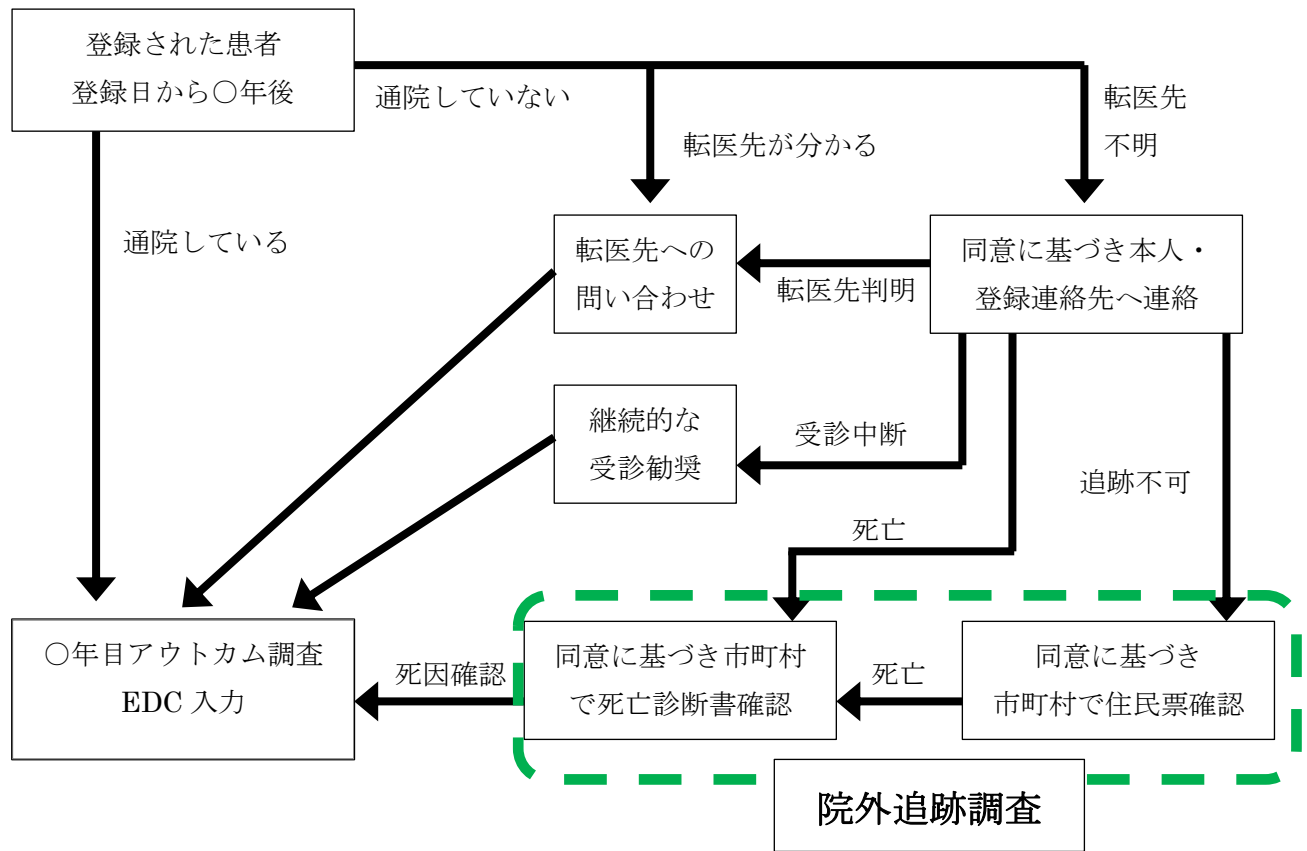 登録された患者
登録日から〇年後
通院していない
転医先
不明
転医先が分かる
通院している
転医先への
問い合わせ
転医先判明
同意に基づき本人・
登録連絡先へ連絡
継続的な
受診勧奨
受診中断
追跡不可
死亡
〇年目アウトカム調査
EDC 入力
死因確認
同意に基づき市町村
で死亡診断書確認
死亡
同意に基づき
市町村で住民票確認
院外追跡調査